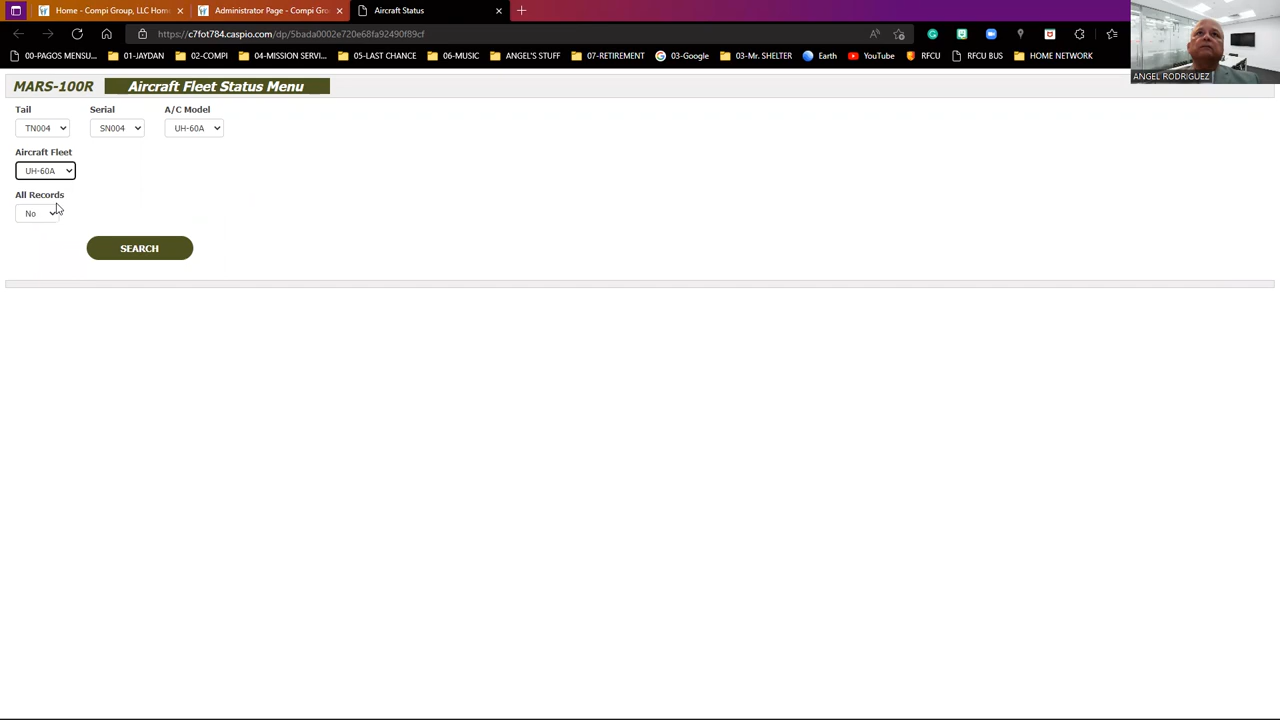 Home - Compi Group, LLC Hom
Administrator Page - Compi Gro
Aircraft Status
https://c7fot784.caspio.com/dp/5bada0002e720e68fa92490f89cf
00-PAGOS MENSU...
01-JAYDAN
02-COMPI
04-MISSION SERVI...
05-LAST CHANCE
06-MUSIC
ANGEL'S STUFF
07-RETIREMENT
03-Google
03-Mr. SHELTER
Earth
YouTube
RFCU
RFCU BUS
HOME NETWORK
ANGEL RODRIGUEZ
MARS-100R
Aircraft Fleet Status Menu
Tail
Serial
A/C Model
TN004
SN004
UH-60A
Aircraft Fleet
UH-60A
All Records
No
SEARCH